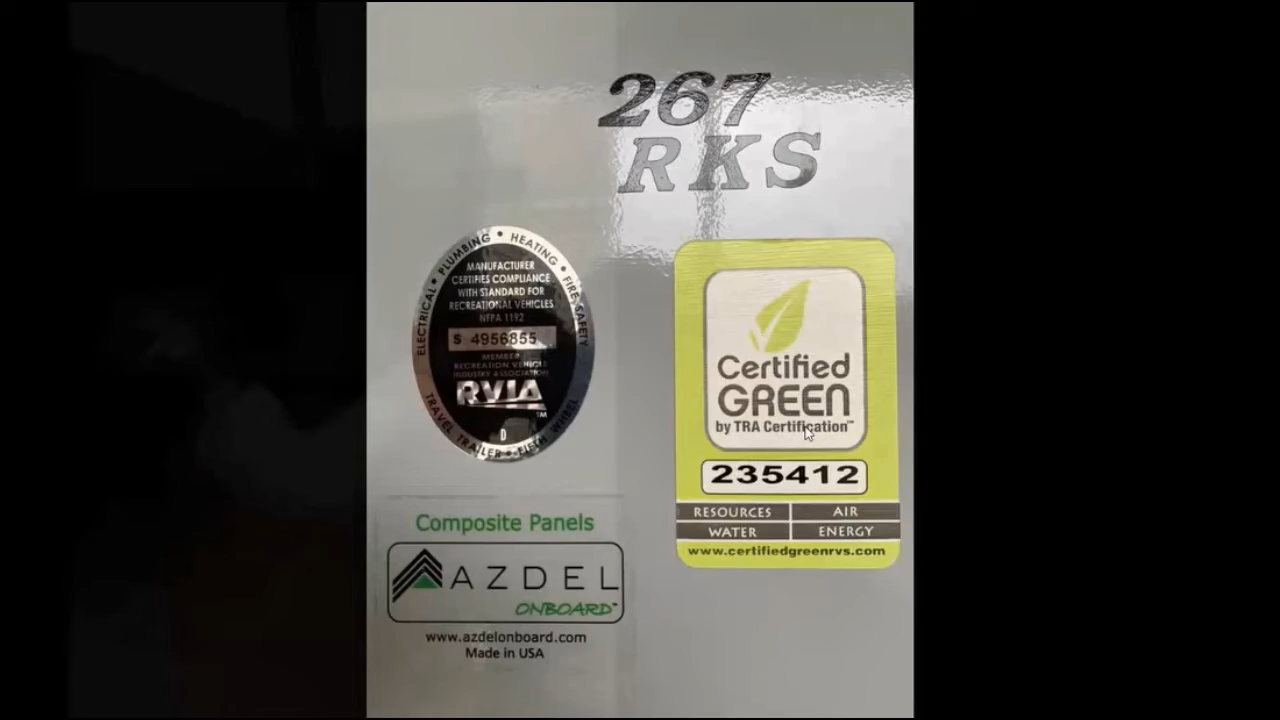 267
RKS
ELECTRICAL • PLUMBING • HEATING • FIRE SAFETY
MANUFACTURER
CERTIFIES COMPLIANCE
WITH STANDARD FOR
RECREATIONAL VEHICLES
NFPA 1192
S 4956855
MEMBER
RECREATION VEHICLE
INDUSTRY ASSOCIATION
RVIA
TM
D
TRAVEL TRAILER • FIFTH WHEEL
Certified
GREEN
by TRA Certification™
235412
RESOURCES AIR
WATER ENERGY
www.certifiedgreenrvs.com
Composite Panels
AZDEL
ONBOARD™
www.azdelonboard.com
Made in USA